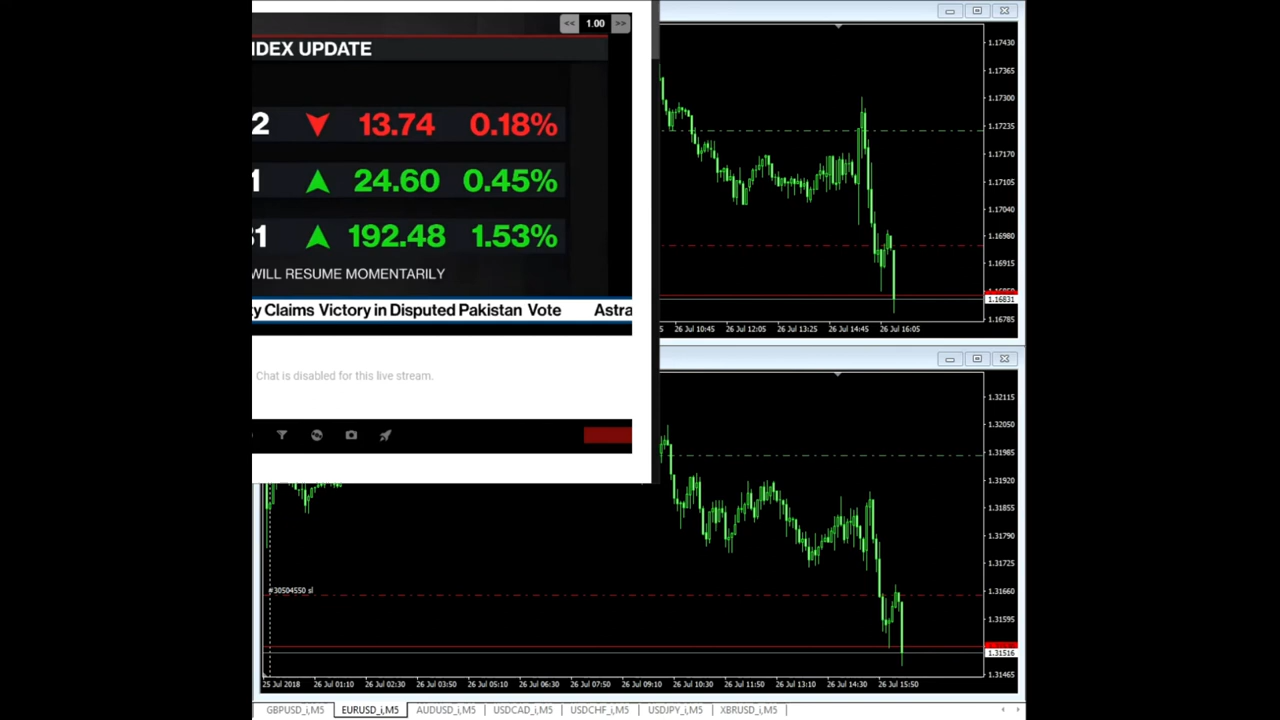 << 1.00 >>
INDEX UPDATE
2 13.74 0.18%
1 24.60 0.45%
31 192.48 1.53%
WILL RESUME MOMENTARILY
y Claims Victory in Disputed Pakistan Vote Astra
Chat is disabled for this live stream.
1.17430
1.17365
1.17300
1.17235
1.17170
1.17105
1.17040
1.16980
1.16915
1.16831
1.16785
5 26 Jul 10:45 26 Jul 12:05 26 Jul 13:25 26 Jul 14:45 26 Jul 16:05
1.32115
1.32050
1.31985
1.31920
1.31855
1.31790
1.31725
1.31660
1.31595
1.31516
1.31465
#30504550 sl
25 Jul 2018 26 Jul 01:10 26 Jul 02:30 26 Jul 03:50 26 Jul 05:10 26 Jul 06:30 26 Jul 07:50 26 Jul 09:10 26 Jul 10:30 26 Jul 11:50 26 Jul 13:10 26 Jul 14:30 26 Jul 15:50
GBPUSD_i,M5 EURUSD_i,M5 AUDUSD_i,M5 USDCAD_i,M5 USDCHF_i,M5 USDJPY_i,M5 XBRUSD_i,M5